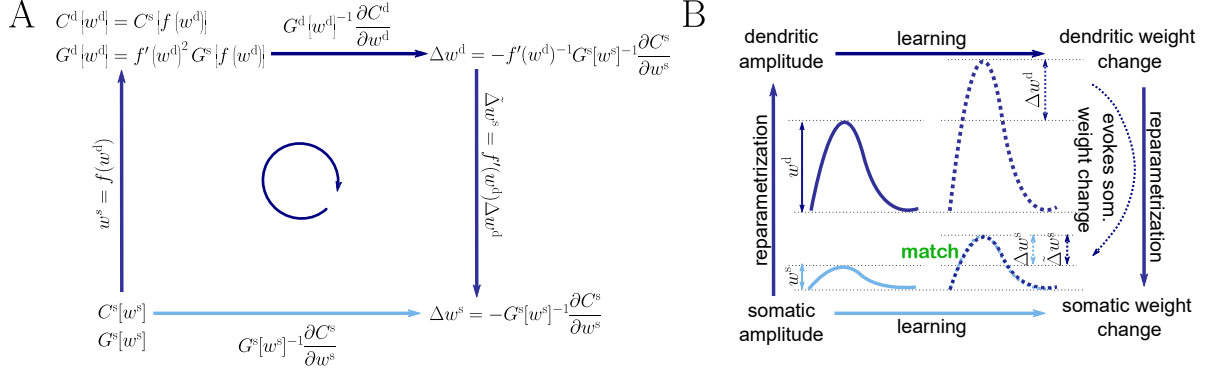 A
C^d[w^d] = C^s[f(w^d)]
G^d[w^d] = f′(w^d)^2 G^s[f(w^d)]
G^d[w^d]^−1 ∂C^d/∂w^d
Δw^d = −f′(w^d)^−1 G^s[w^s]^−1 ∂C^s/∂w^s
w^s = f(w^d)
Δ̃w^s = f′(w^d)Δw^d
C^s[w^s]
G^s[w^s]
G^s[w^s]^−1 ∂C^s/∂w^s
Δw^s = −G^s[w^s]^−1 ∂C^s/∂w^s
B
dendritic
amplitude
learning
dendritic weight
change
reparametrization
w^d
Δw^d
evokes som.
weight change
reparametrization
match
w^s
Δw^s
Δ̃w^s
somatic
amplitude
learning
somatic weight
change